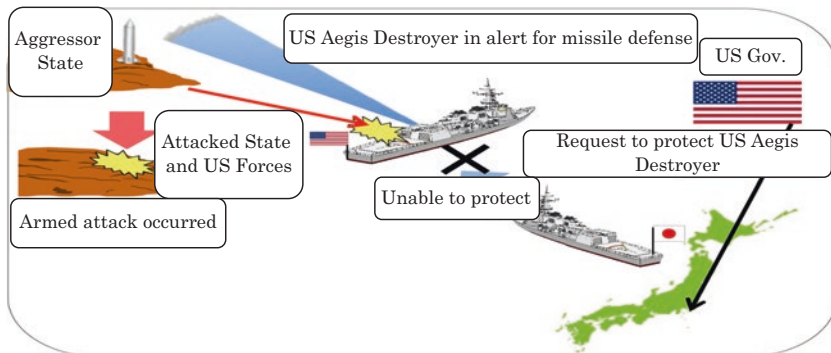 Aggressor
State
US Aegis Destroyer in alert for missile defense
US Gov.
Attacked State
and US Forces
Request to protect US Aegis
Destroyer
Unable to protect
Armed attack occurred